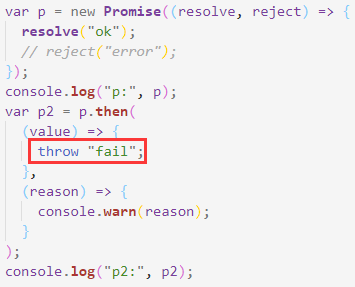 var p = new Promise((resolve, reject) => {
  resolve("ok");
  // reject("error");
});
console.log("p:", p);
var p2 = p.then(
  (value) => {
    throw "fail";
  },
  (reason) => {
    console.warn(reason);
  }
);
console.log("p2:", p2);